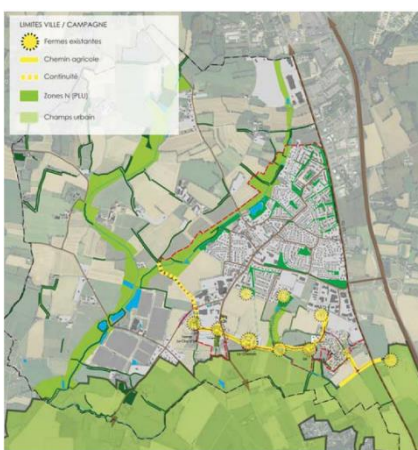 LIMITES VILLE / CAMPAGNE
Fermes existantes
Chemin agricole
Continuité
Zones N (PLU)
Champs urbain